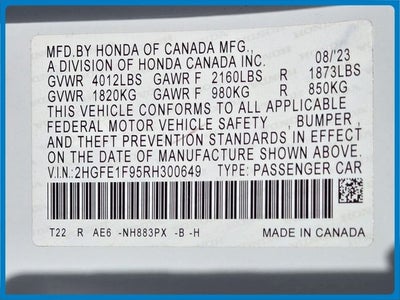 MFD.BY HONDA OF CANADA MFG.,
A DIVISION OF HONDA CANADA INC. 08/'23
GVWR 4012LBS GAWR F 2160LBS R 1873LBS
GVWR 1820KG GAWR F 980KG R 850KG
THIS VEHICLE CONFORMS TO ALL APPLICABLE
FEDERAL MOTOR VEHICLE SAFETY , BUMPER ,
AND THEFT PREVENTION STANDARDS IN EFFECT
ON THE DATE OF MANUFACTURE SHOWN ABOVE.
V.I.N.:2HGFE1F95RH300649 TYPE: PASSENGER CAR
T22 R AE6 -NH883PX -B -H MADE IN CANADA